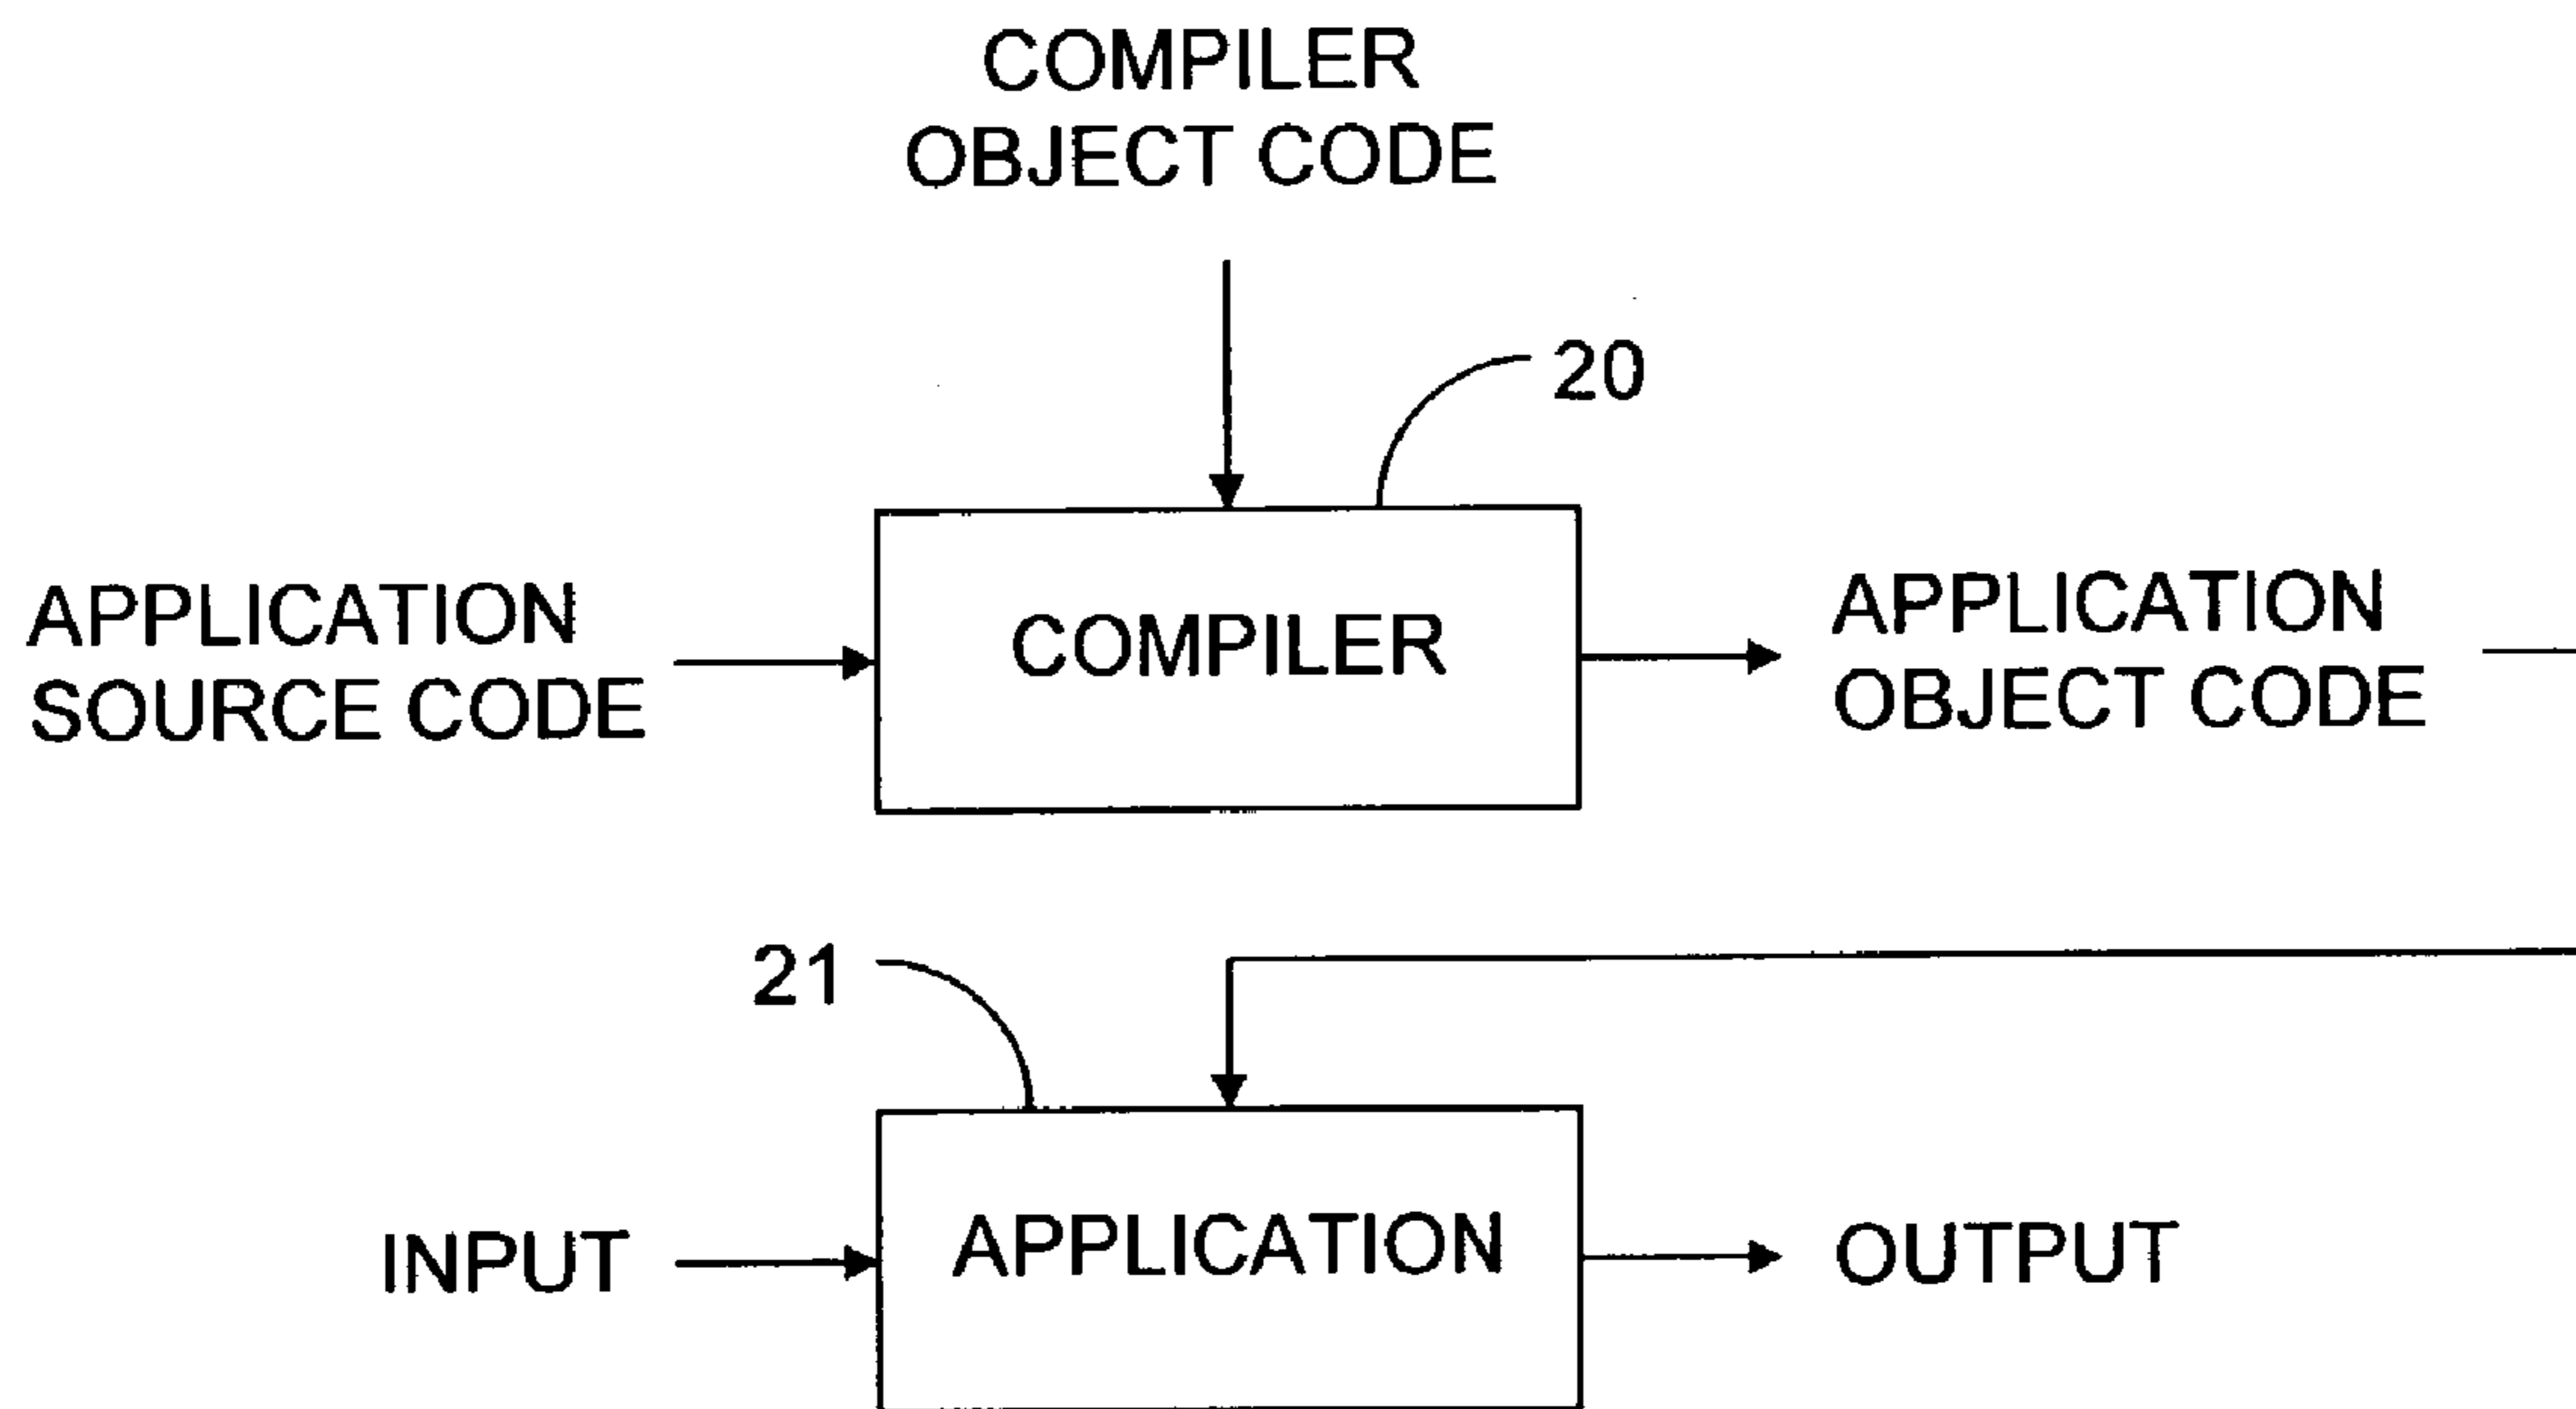 COMPILER
OBJECT CODE
20
APPLICATION
SOURCE CODE
COMPILER
APPLICATION
OBJECT CODE
21
INPUT
APPLICATION
OUTPUT